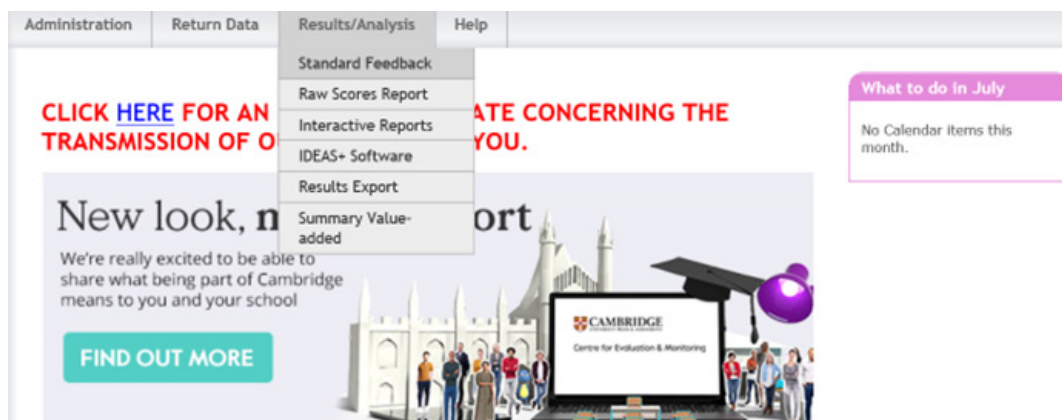 Administration
Return Data
Results/Analysis
Help
Standard Feedback
Raw Scores Report
Interactive Reports
IDEAS+ Software
Results Export
Summary Value-
added
CLICK HERE FOR AN ATE CONCERNING THE
TRANSMISSION OF O YOU.
What to do in July
No Calendar items this
month.
New look, ort
We're really excited to be able to
share what being part of Cambridge
means to you and your school
FIND OUT MORE
CAMBRIDGE
Centre for Evaluation & Monitoring